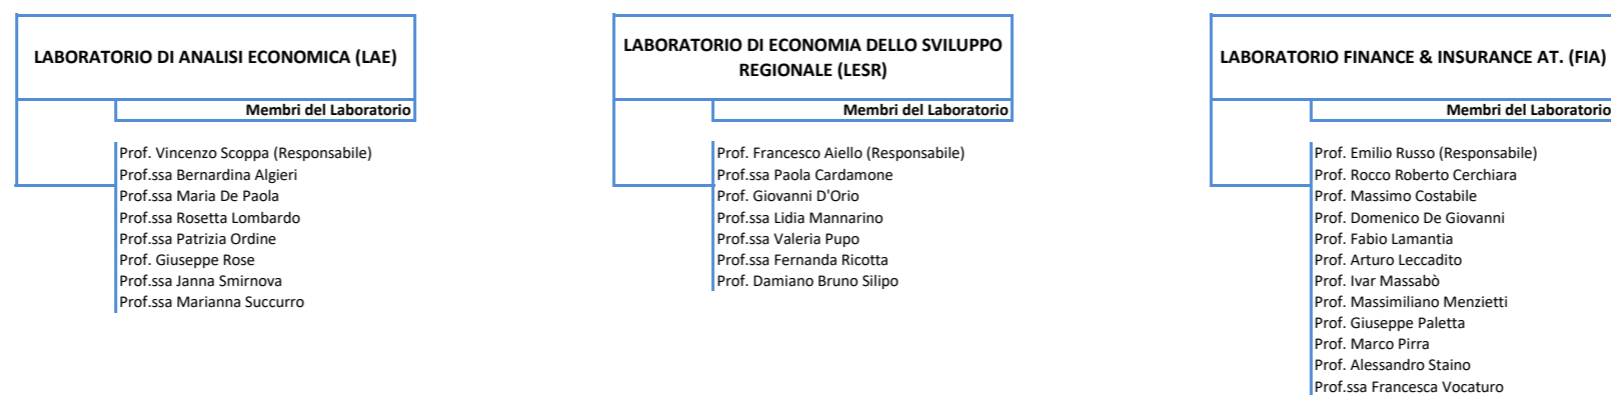 LABORATORIO DI ANALISI ECONOMICA (LAE)
Membri del Laboratorio
Prof. Vincenzo Scoppa (Responsabile)
Prof.ssa Bernardina Algieri
Prof.ssa Maria De Paola
Prof.ssa Rosetta Lombardo
Prof.ssa Patrizia Ordine
Prof. Giuseppe Rose
Prof.ssa Janna Smirnova
Prof.ssa Marianna Succurro
LABORATORIO DI ECONOMIA DELLO SVILUPPO
REGIONALE (LESR)
Membri del Laboratorio
Prof. Francesco Aiello (Responsabile)
Prof.ssa Paola Cardamone
Prof. Giovanni D'Orio
Prof.ssa Lidia Mannarino
Prof.ssa Valeria Pupo
Prof.ssa Fernanda Ricotta
Prof. Damiano Bruno Silipo
LABORATORIO FINANCE & INSURANCE AT. (FIA)
Membri del Laboratorio
Prof. Emilio Russo (Responsabile)
Prof. Rocco Roberto Cerchiara
Prof. Massimo Costabile
Prof. Domenico De Giovanni
Prof. Fabio Lamantia
Prof. Arturo Leccadito
Prof. Ivar Massabò
Prof. Massimiliano Menzietti
Prof. Giuseppe Paletta
Prof. Marco Pirra
Prof. Alessandro Staino
Prof.ssa Francesca Vocaturo